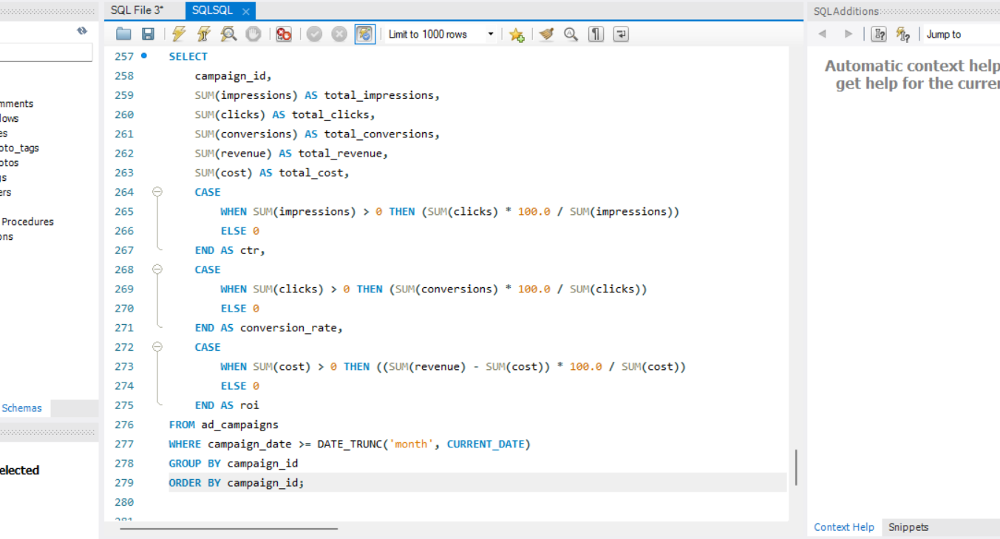 SQL File 3*
SQLSQL
SQLAdditions
Limit to 1000 rows
Jump to
257 SELECT
258 campaign_id,
259 SUM(impressions) AS total_impressions,
260 SUM(clicks) AS total_clicks,
261 SUM(conversions) AS total_conversions,
262 SUM(revenue) AS total_revenue,
263 SUM(cost) AS total_cost,
264 CASE
265 WHEN SUM(impressions) > 0 THEN (SUM(clicks) * 100.0 / SUM(impressions))
266 ELSE 0
267 END AS ctr,
268 CASE
269 WHEN SUM(clicks) > 0 THEN (SUM(conversions) * 100.0 / SUM(clicks))
270 ELSE 0
271 END AS conversion_rate,
272 CASE
273 WHEN SUM(cost) > 0 THEN ((SUM(revenue) - SUM(cost)) * 100.0 / SUM(cost))
274 ELSE 0
275 END AS roi
276 FROM ad_campaigns
277 WHERE campaign_date >= DATE_TRUNC('month', CURRENT_DATE)
278 GROUP BY campaign_id
279 ORDER BY campaign_id;
280
mments
lows
es
oto_tags
otos
gs
ers
Procedures
ons
Schemas
elected
Automatic context help
get help for the curre
Context Help
Snippets